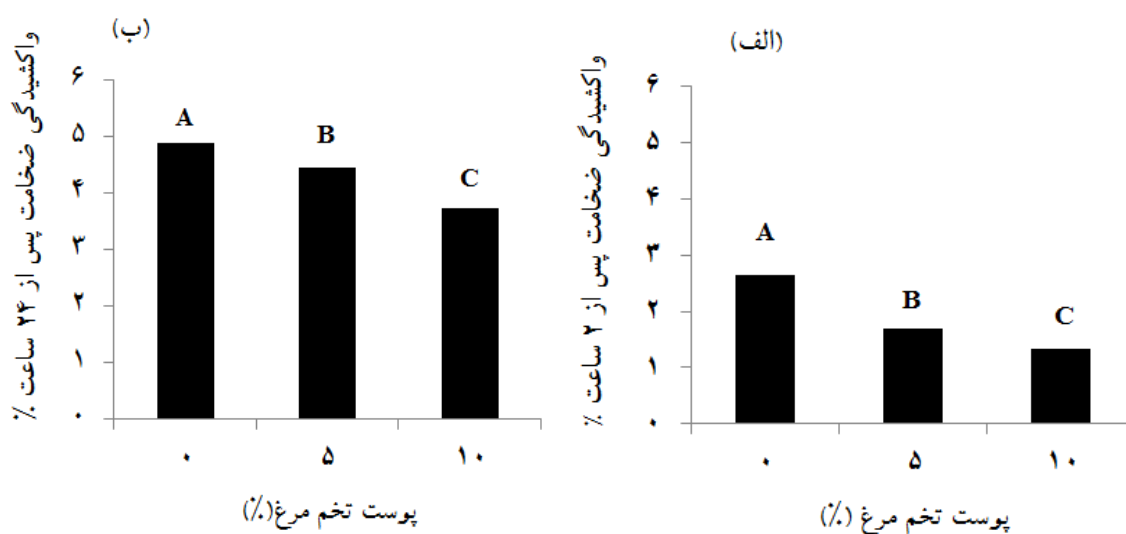 (الف)
واکشیدگی ضخامت پس از ۲ ساعت ٪
۶
۵
۴
۳
۲
۱
۰
A
B
C
۰ ۵ ۱۰
پوست تخم مرغ (٪)
(ب)
واکشیدگی ضخامت پس از ۲۴ ساعت ٪
۶
۵
۴
۳
۲
۱
۰
A
B
C
۰ ۵ ۱۰
پوست تخم مرغ(٪)